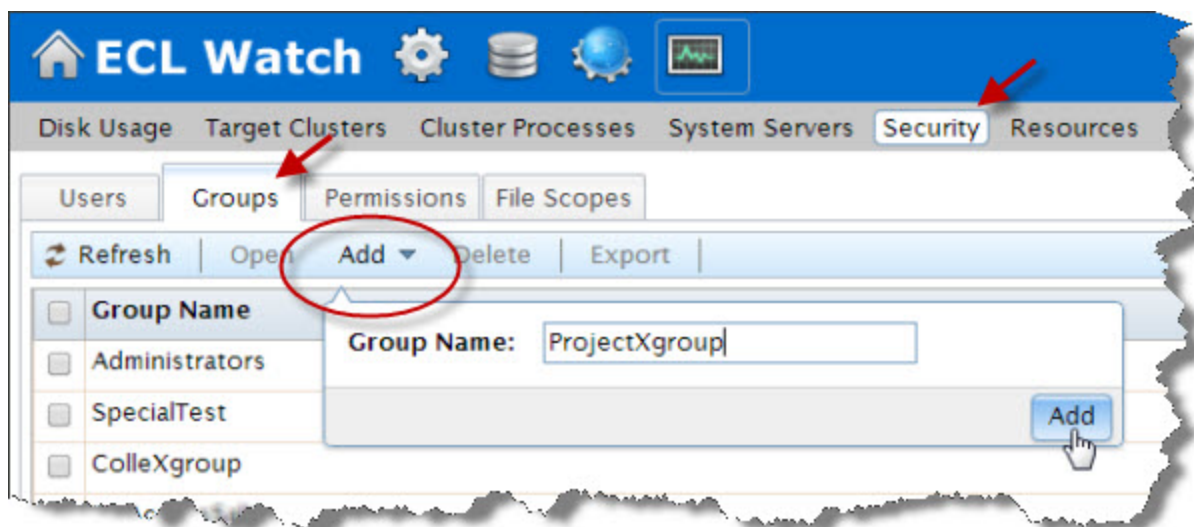 ECL Watch
Disk Usage Target Clusters Cluster Processes System Servers Security Resources
Users Groups Permissions File Scopes
Refresh Open Add Delete Export
Group Name
Group Name: ProjectXgroup
Administrators
SpecialTest
Add
ColleXgroup